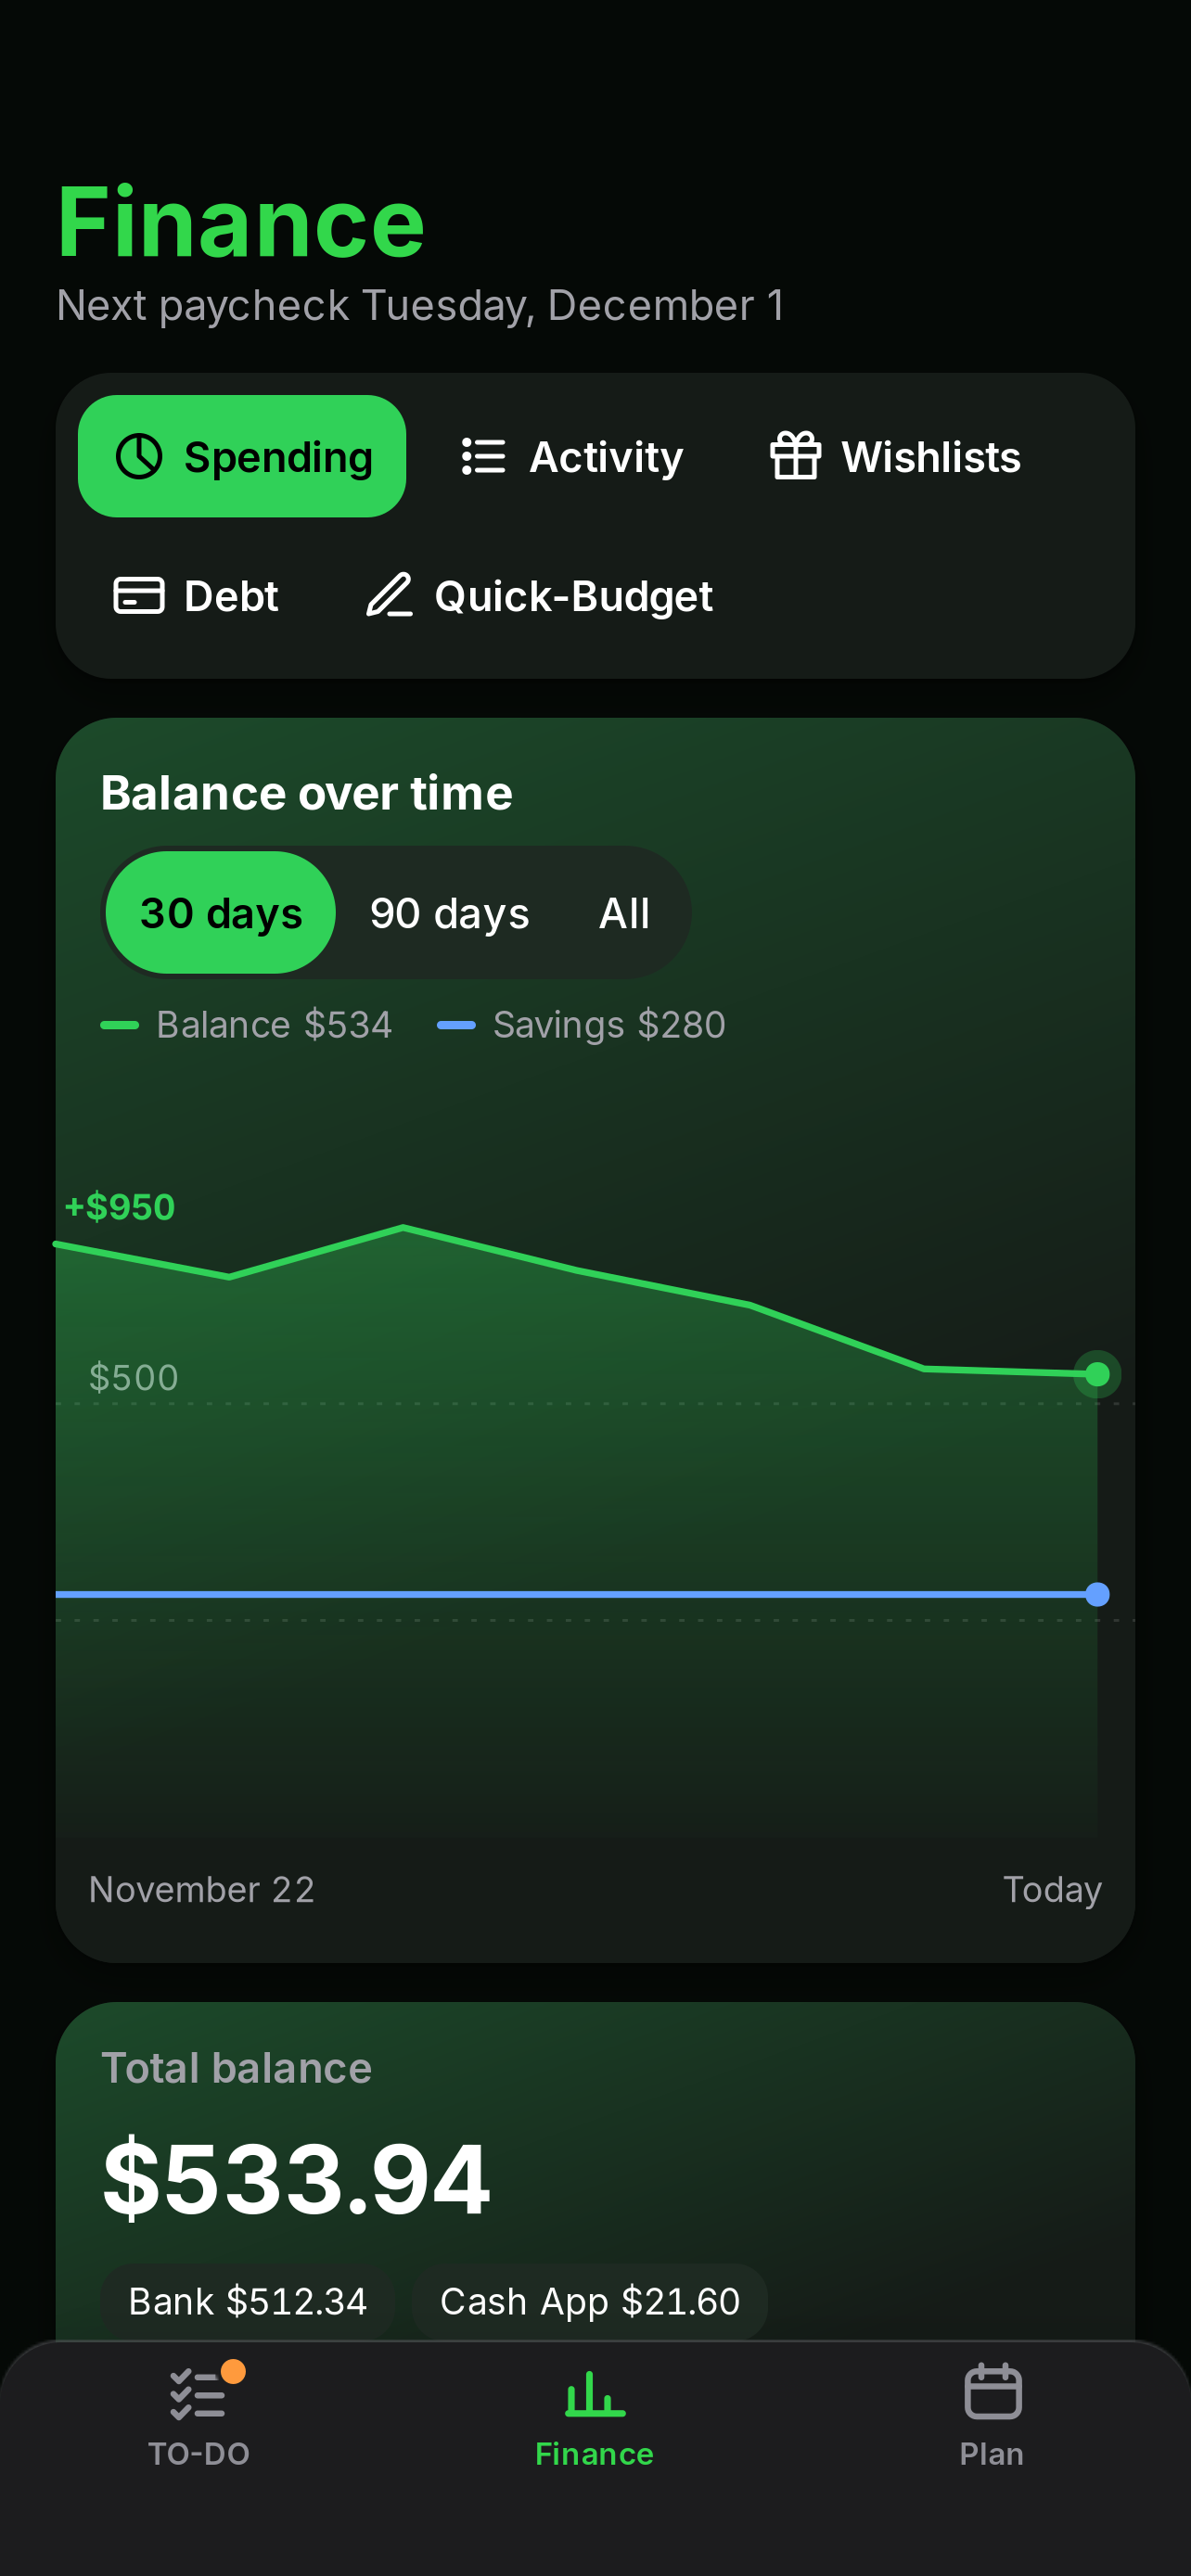 Finance
Next paycheck Tuesday, December 1
Spending
Activity
Wishlists
Debt
Quick-Budget
Balance over time
30 days
90 days
All
Balance $534
Savings $280
+$950
$500
November 22
Today
Total balance
$533.94
Bank $512.34
Cash App $21.60
TO-DO
Finance
Plan